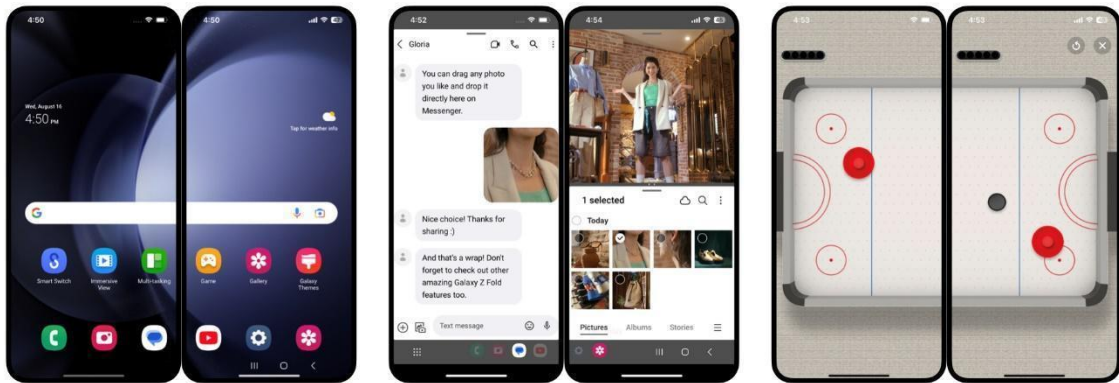 4:50
4:50
Wed, August 16
4:50 PM
Tap for weather info
Smart Switch
Immersive View
Multi-tasking
Game
Gallery
Galaxy Themes
4:52
Gloria
You can drag any photo
you like and drop it
directly here on
Messenger.
Nice choice! Thanks for
sharing :)
And that's a wrap! Don't
forget to check out other
amazing Galaxy Z Fold
features too.
Text message
4:54
1 selected
Today
Pictures Albums Stories
4:53
4:53